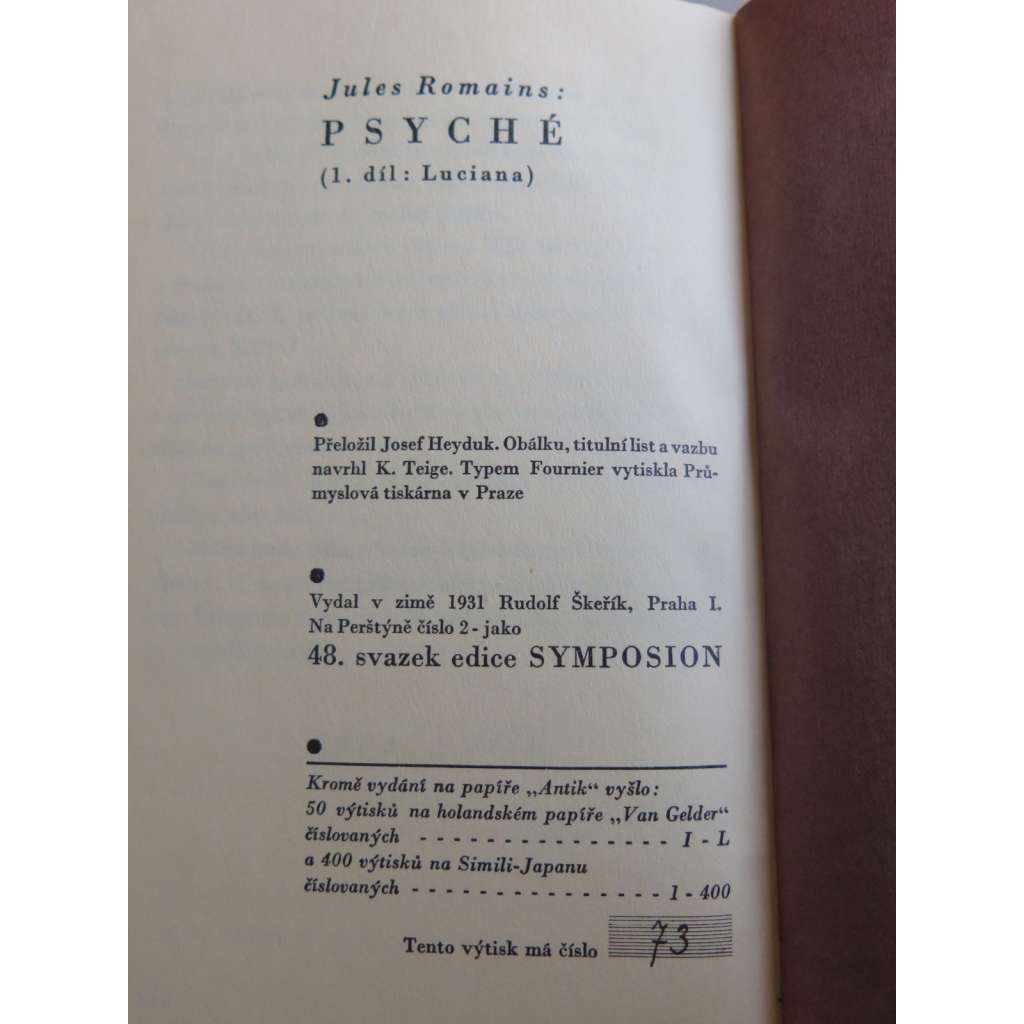 Jules Romains:
PSYCHÉ
(1. díl: Luciana)
Přeložil Josef Heyduk. Obálku, titulní list a vazbu
navrhl K. Teige. Typem Fournier vytiskla Prů-
myslová tiskárna v Praze
Vydal v zimě 1931 Rudolf Škeřík, Praha I.
Na Perštýně číslo 2 - jako
48. svazek edice SYMPOSION
Kromě vydání na papíře „Antik“ vyšlo:
50 výtisků na holandském papíře „Van Gelder“
číslovaných - - - - - - - - - - - - - - - I - L
a 400 výtisků na Simili-Japanu
číslovaných - - - - - - - - - - - - - - - 1 - 400
Tento výtisk má číslo 73